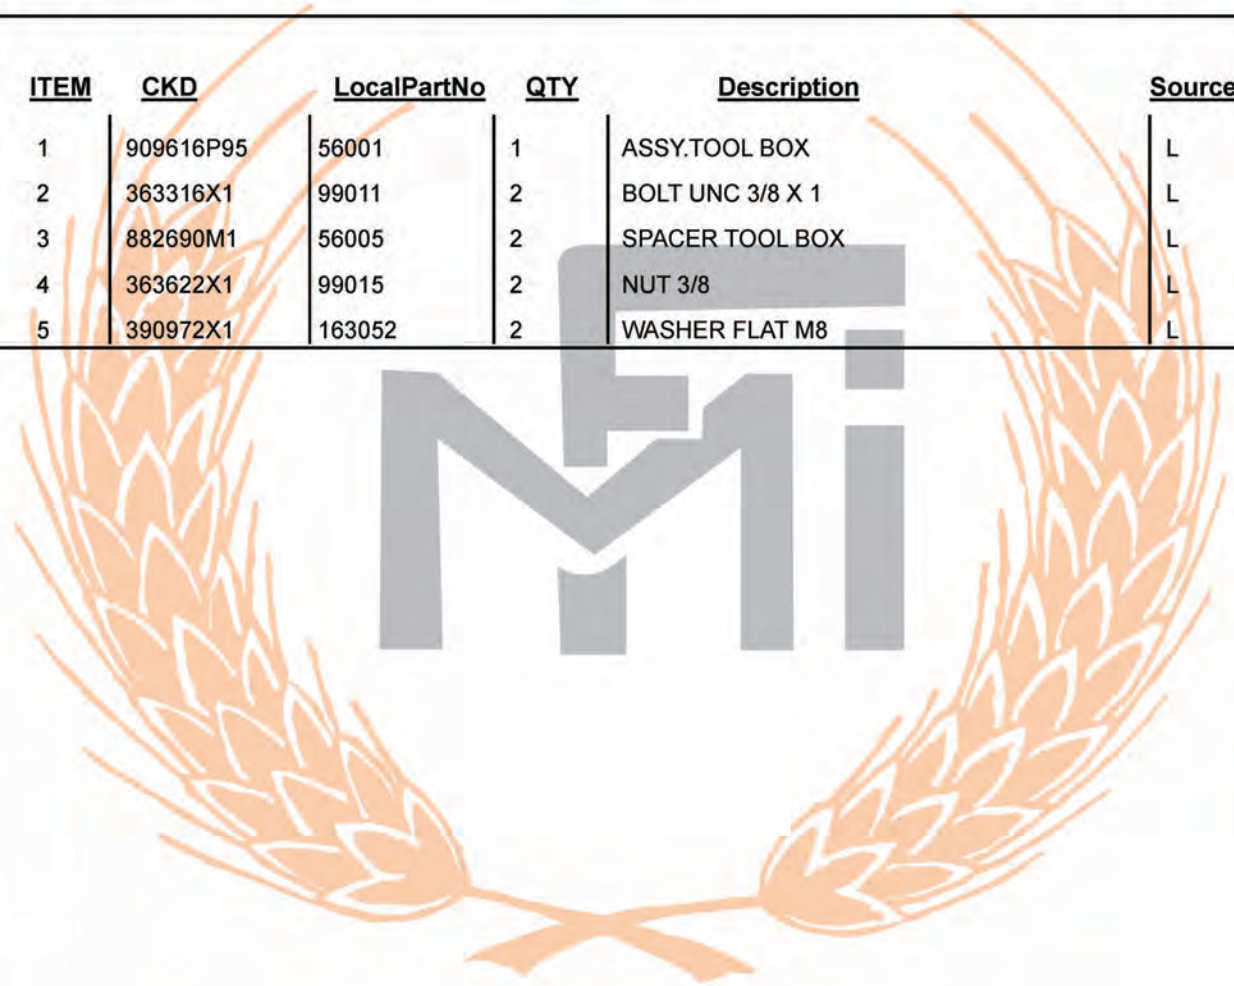 ITEM CKD LocalPartNo QTY Description Source
1 909616P95 56001 1 ASSY.TOOL BOX L
2 363316X1 99011 2 BOLT UNC 3/8 X 1 L
3 882690M1 56005 2 SPACER TOOL BOX L
4 363622X1 99015 2 NUT 3/8 L
5 390972X1 163052 2 WASHER FLAT M8 L